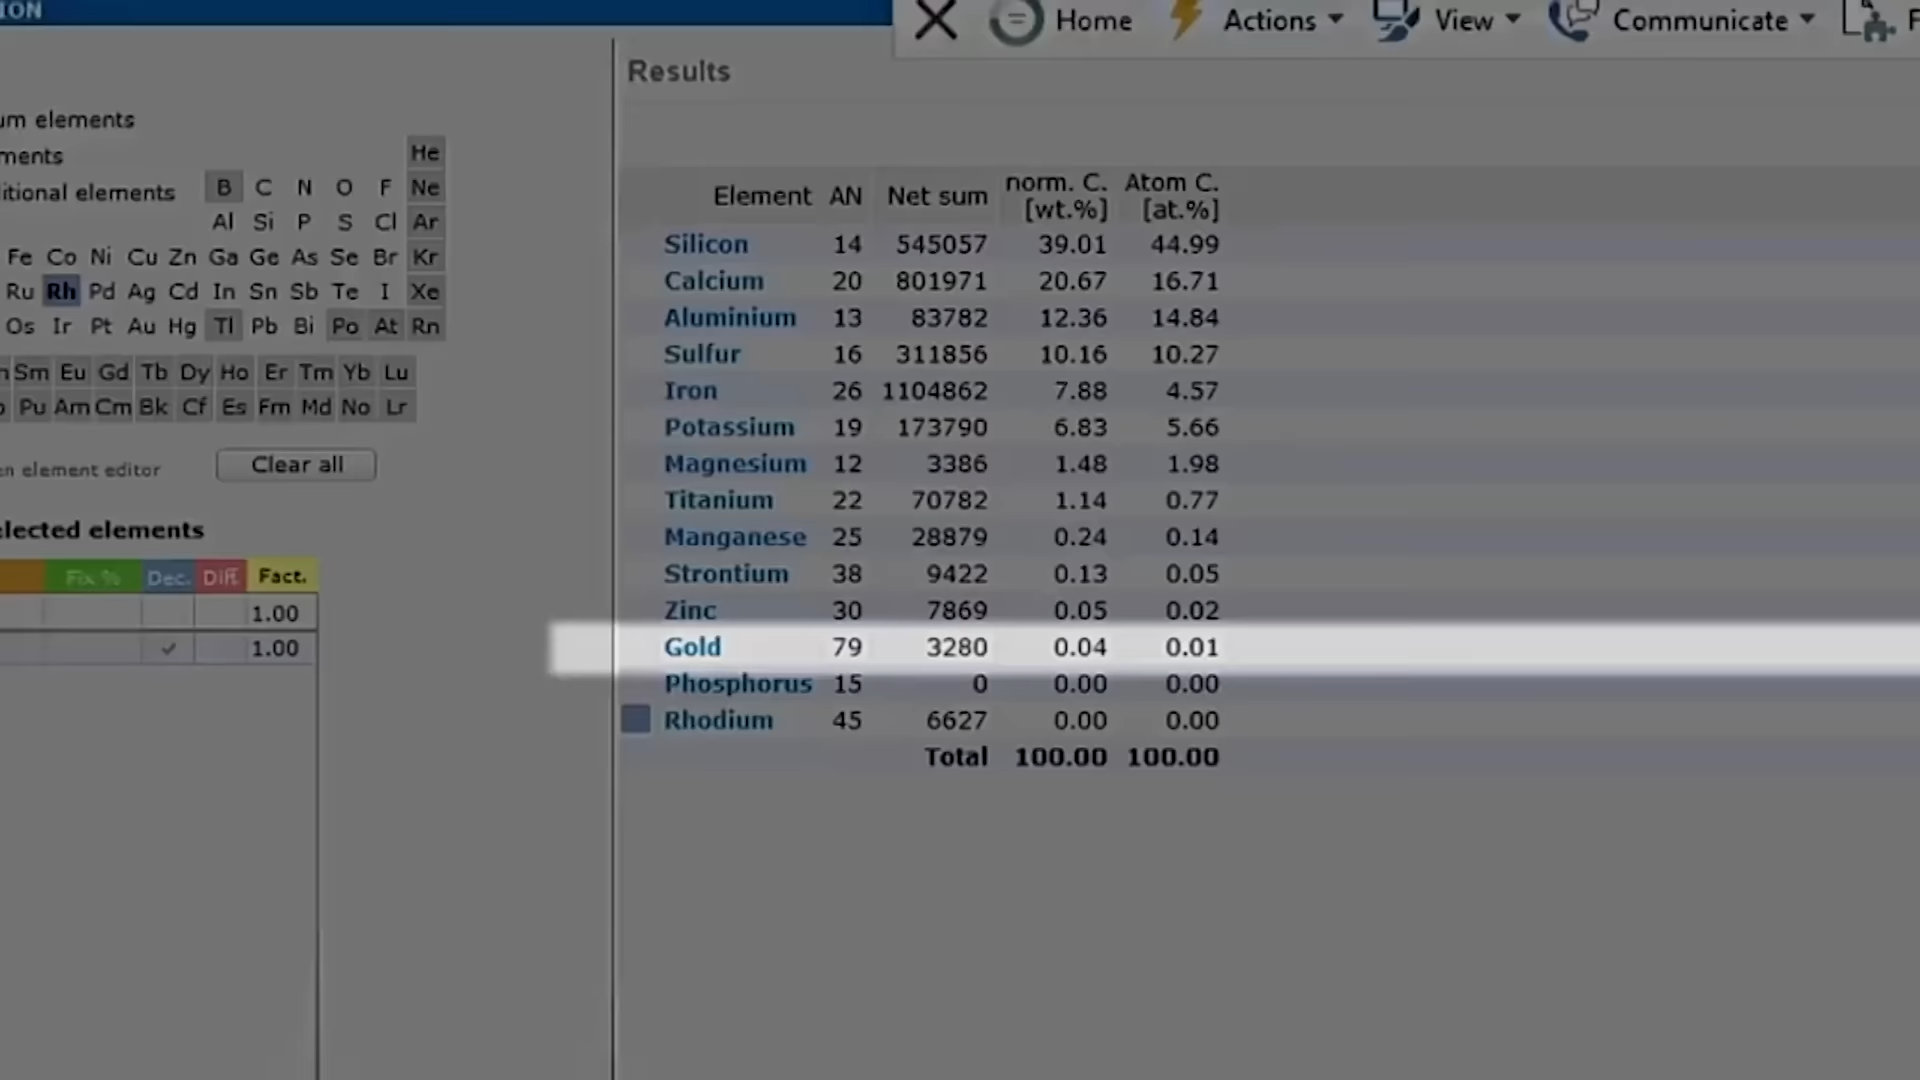 ION
Home Actions View Communicate F
Results
um elements
ments
itional elements
He
B C N O F Ne
Al Si P S Cl Ar
Fe Co Ni Cu Zn Ga Ge As Se Br Kr
Ru Rh Pd Ag Cd In Sn Sb Te I Xe
Os Ir Pt Au Hg Tl Pb Bi Po At Rn
Sm Eu Gd Tb Dy Ho Er Tm Yb Lu
Pu Am Cm Bk Cf Es Fm Md No Lr
en element editor Clear all
elected elements
Fix % Dec. Diff. Fact.
1.00
1.00
Element AN Net sum norm. C. [wt.%] Atom C. [at.%]
Silicon 14 545057 39.01 44.99
Calcium 20 801971 20.67 16.71
Aluminium 13 83782 12.36 14.84
Sulfur 16 311856 10.16 10.27
Iron 26 1104862 7.88 4.57
Potassium 19 173790 6.83 5.66
Magnesium 12 3386 1.48 1.98
Titanium 22 70782 1.14 0.77
Manganese 25 28879 0.24 0.14
Strontium 38 9422 0.13 0.05
Zinc 30 7869 0.05 0.02
Gold 79 3280 0.04 0.01
Phosphorus 15 0 0.00 0.00
Rhodium 45 6627 0.00 0.00
Total 100.00 100.00